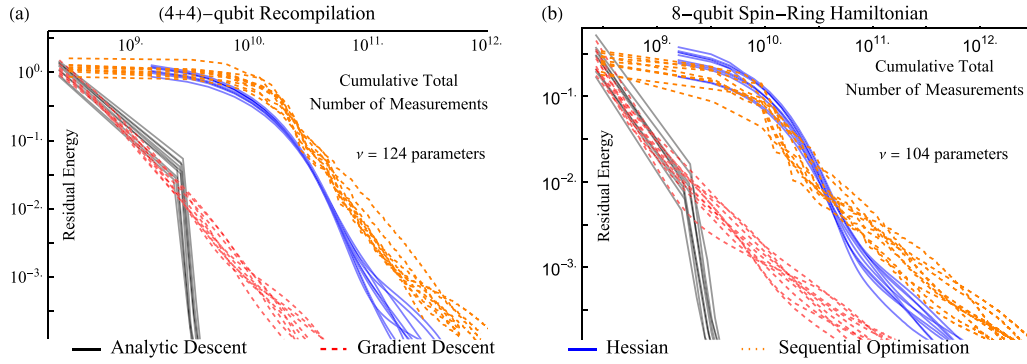 (a)
(4+4)-qubit Recompilation
10^9.
10^10.
10^11.
10^12.
10^0.
10^-1.
10^-2.
10^-3.
Residual Energy
Cumulative Total
Number of Measurements
ν = 124 parameters
(b)
8-qubit Spin-Ring Hamiltonian
10^9.
10^10.
10^11.
10^12.
10^-1.
10^-2.
10^-3.
Residual Energy
Cumulative Total
Number of Measurements
ν = 104 parameters
Analytic Descent
Gradient Descent
Hessian
Sequential Optimisation